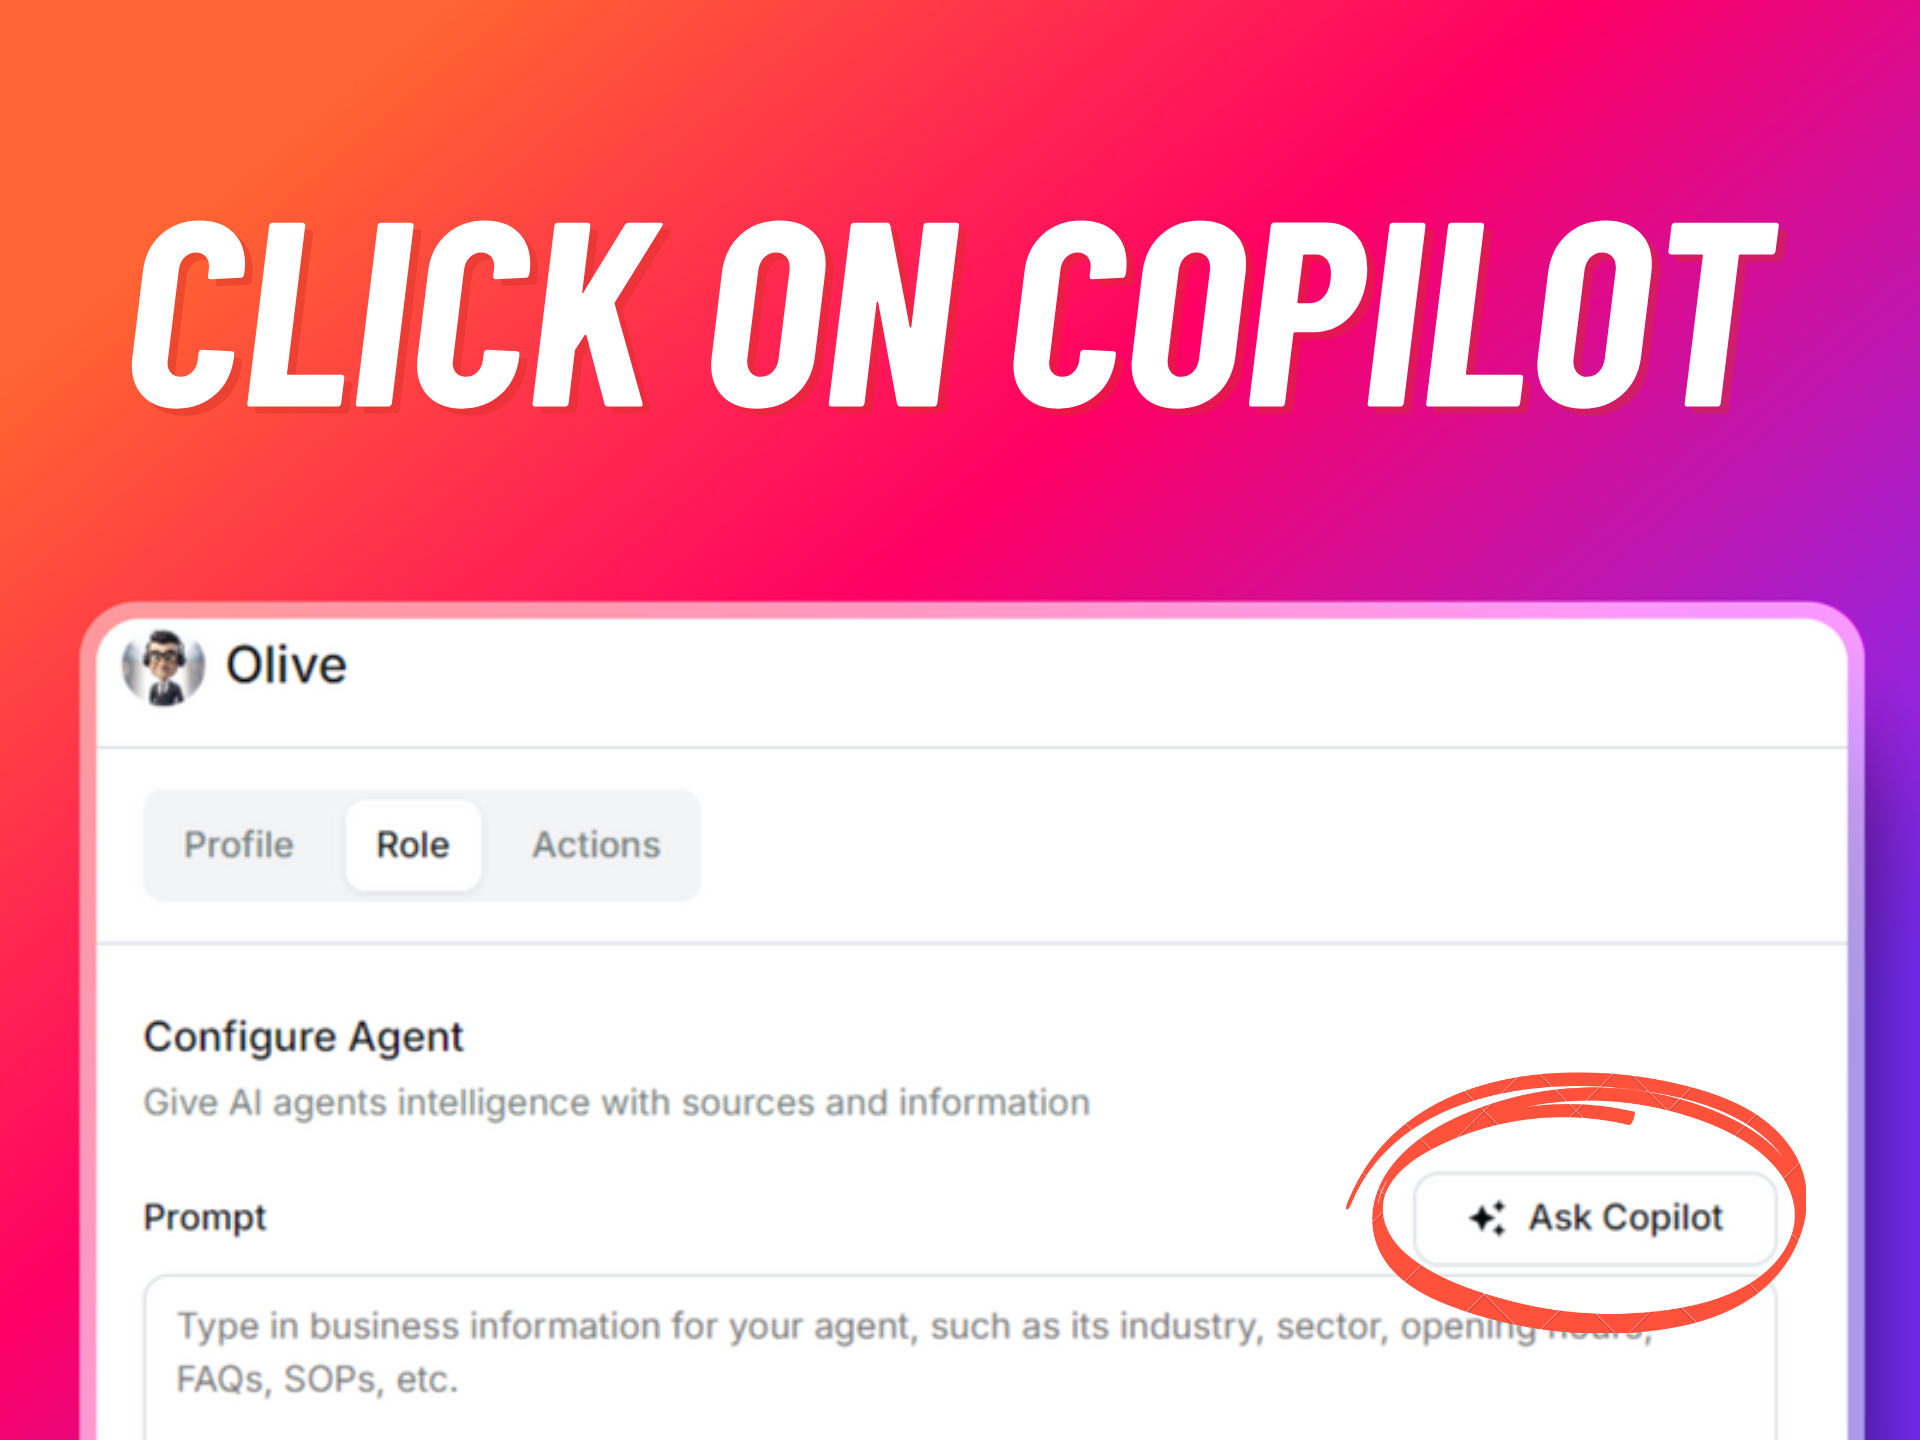 CLICK ON COPILOT
Olive
Profile Role Actions
Configure Agent
Give AI agents intelligence with sources and information
Prompt
Ask Copilot
Type in business information for your agent, such as its industry, sector, opening hours,
FAQs, SOPs, etc.